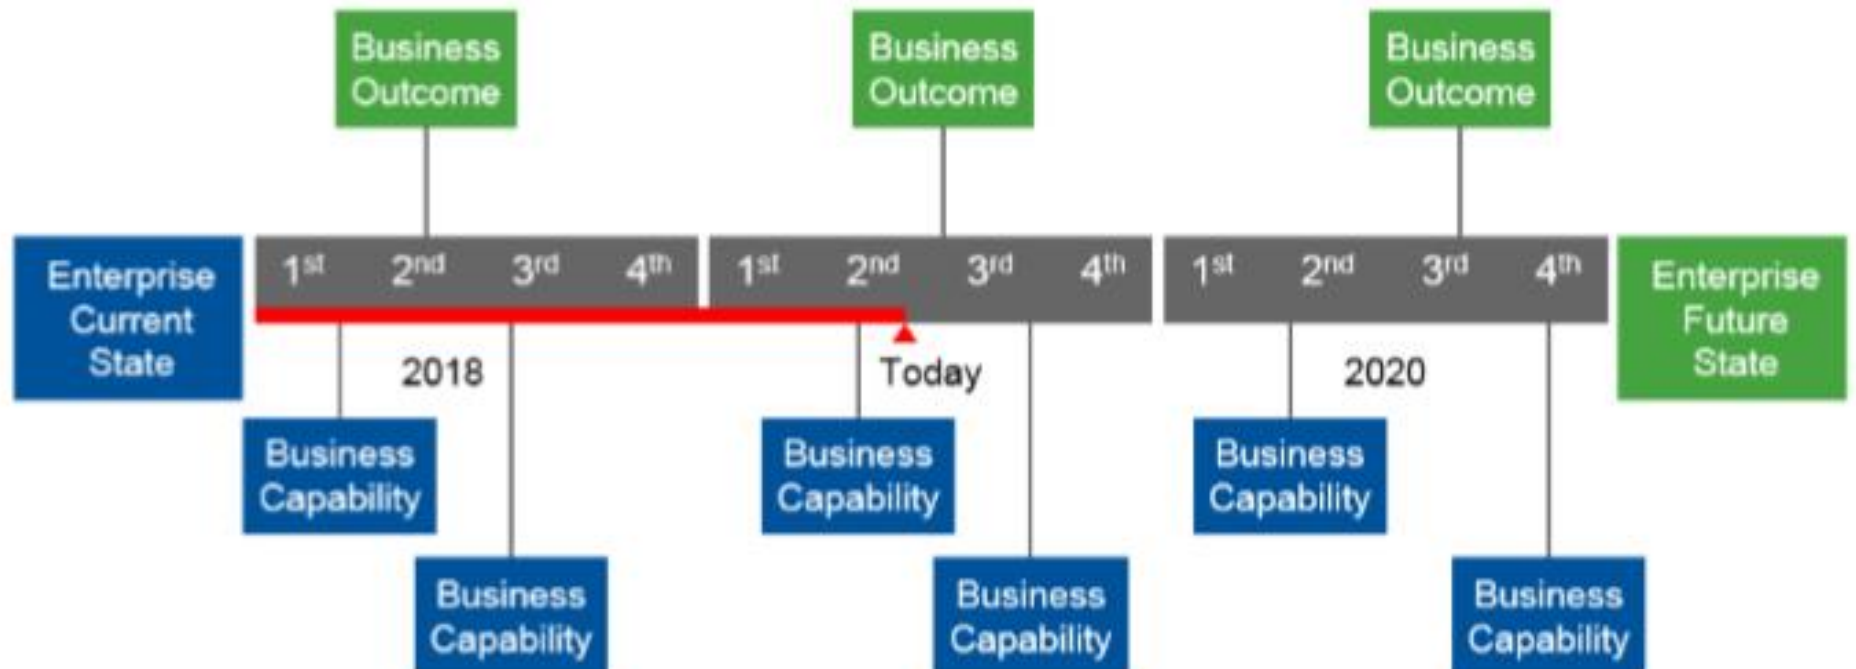 Business
Outcome
Business
Outcome
Business
Outcome
Enterprise
Current
State
1st 2nd 3rd 4th
1st 2nd 3rd 4th
1st 2nd 3rd 4th
Enterprise
Future
State
2018
Today
2020
Business
Capability
Business
Capability
Business
Capability
Business
Capability
Business
Capability
Business
Capability